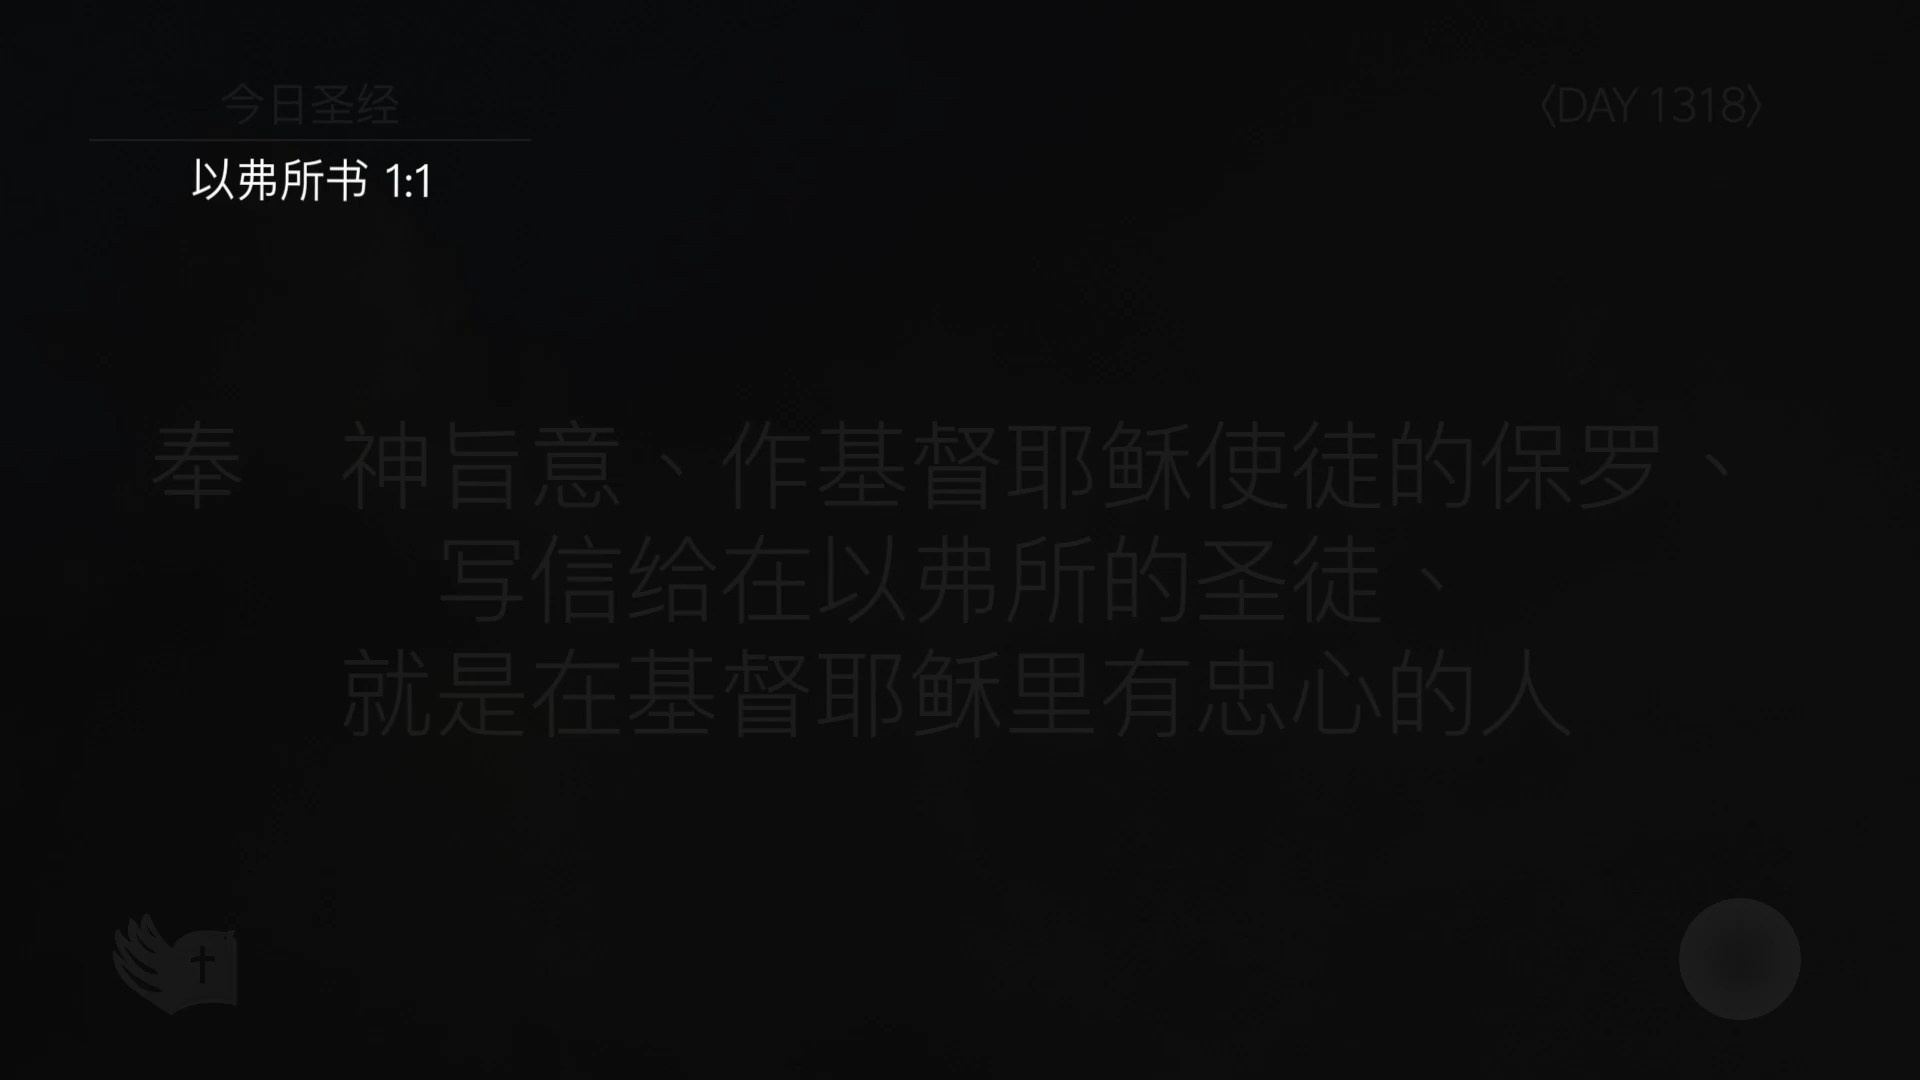 今日圣经
〈DAY 1318〉
以弗所书 1:1
奉　神旨意、作基督耶稣使徒的保罗、
写信给在以弗所的圣徒、
就是在基督耶稣里有忠心的人